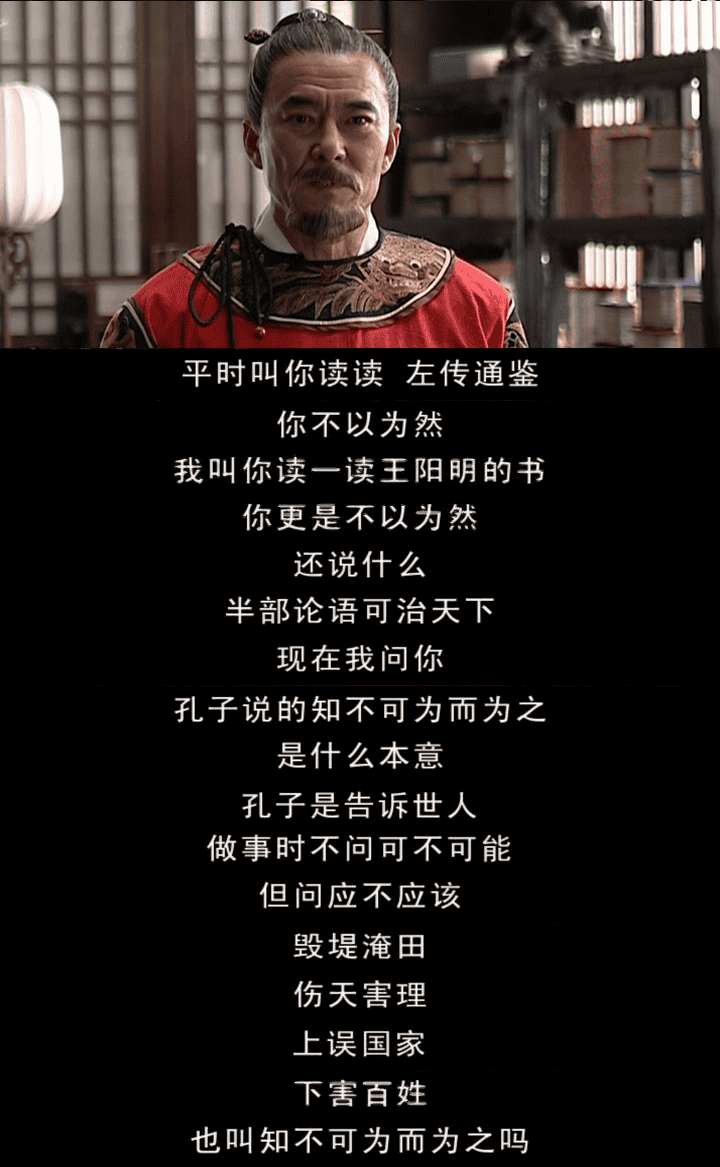 平时叫你读读 左传通鉴
你不以为然
我叫你读一读王阳明的书
你更是不以为然
还说什么
半部论语可治天下
现在我问你
孔子说的知不可为而为之
是什么本意
孔子是告诉世人
做事时不问可不可能
但问应不应该
毁堤淹田
伤天害理
上误国家
下害百姓
也叫知不可为而为之吗